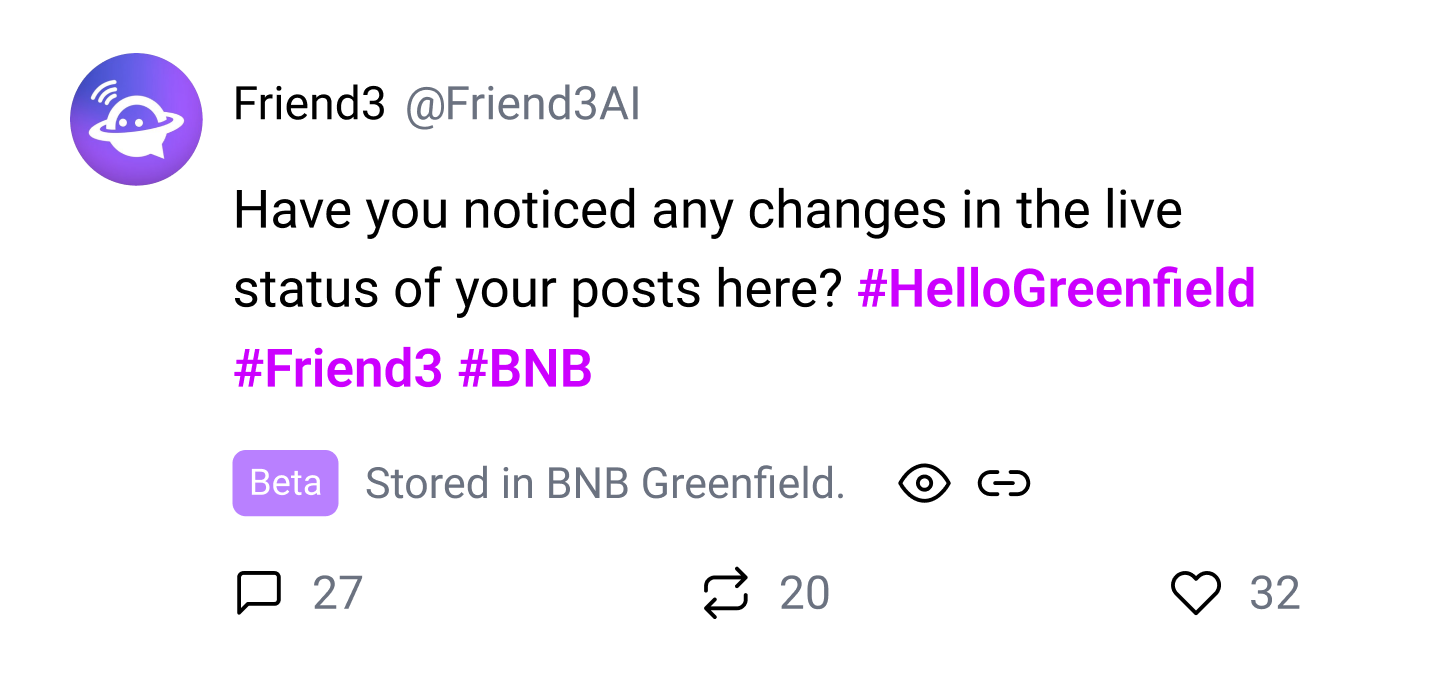 Friend3 @Friend3AI
Have you noticed any changes in the live
status of your posts here? #HelloGreenfield
#Friend3 #BNB
Beta Stored in BNB Greenfield.
27 20 32